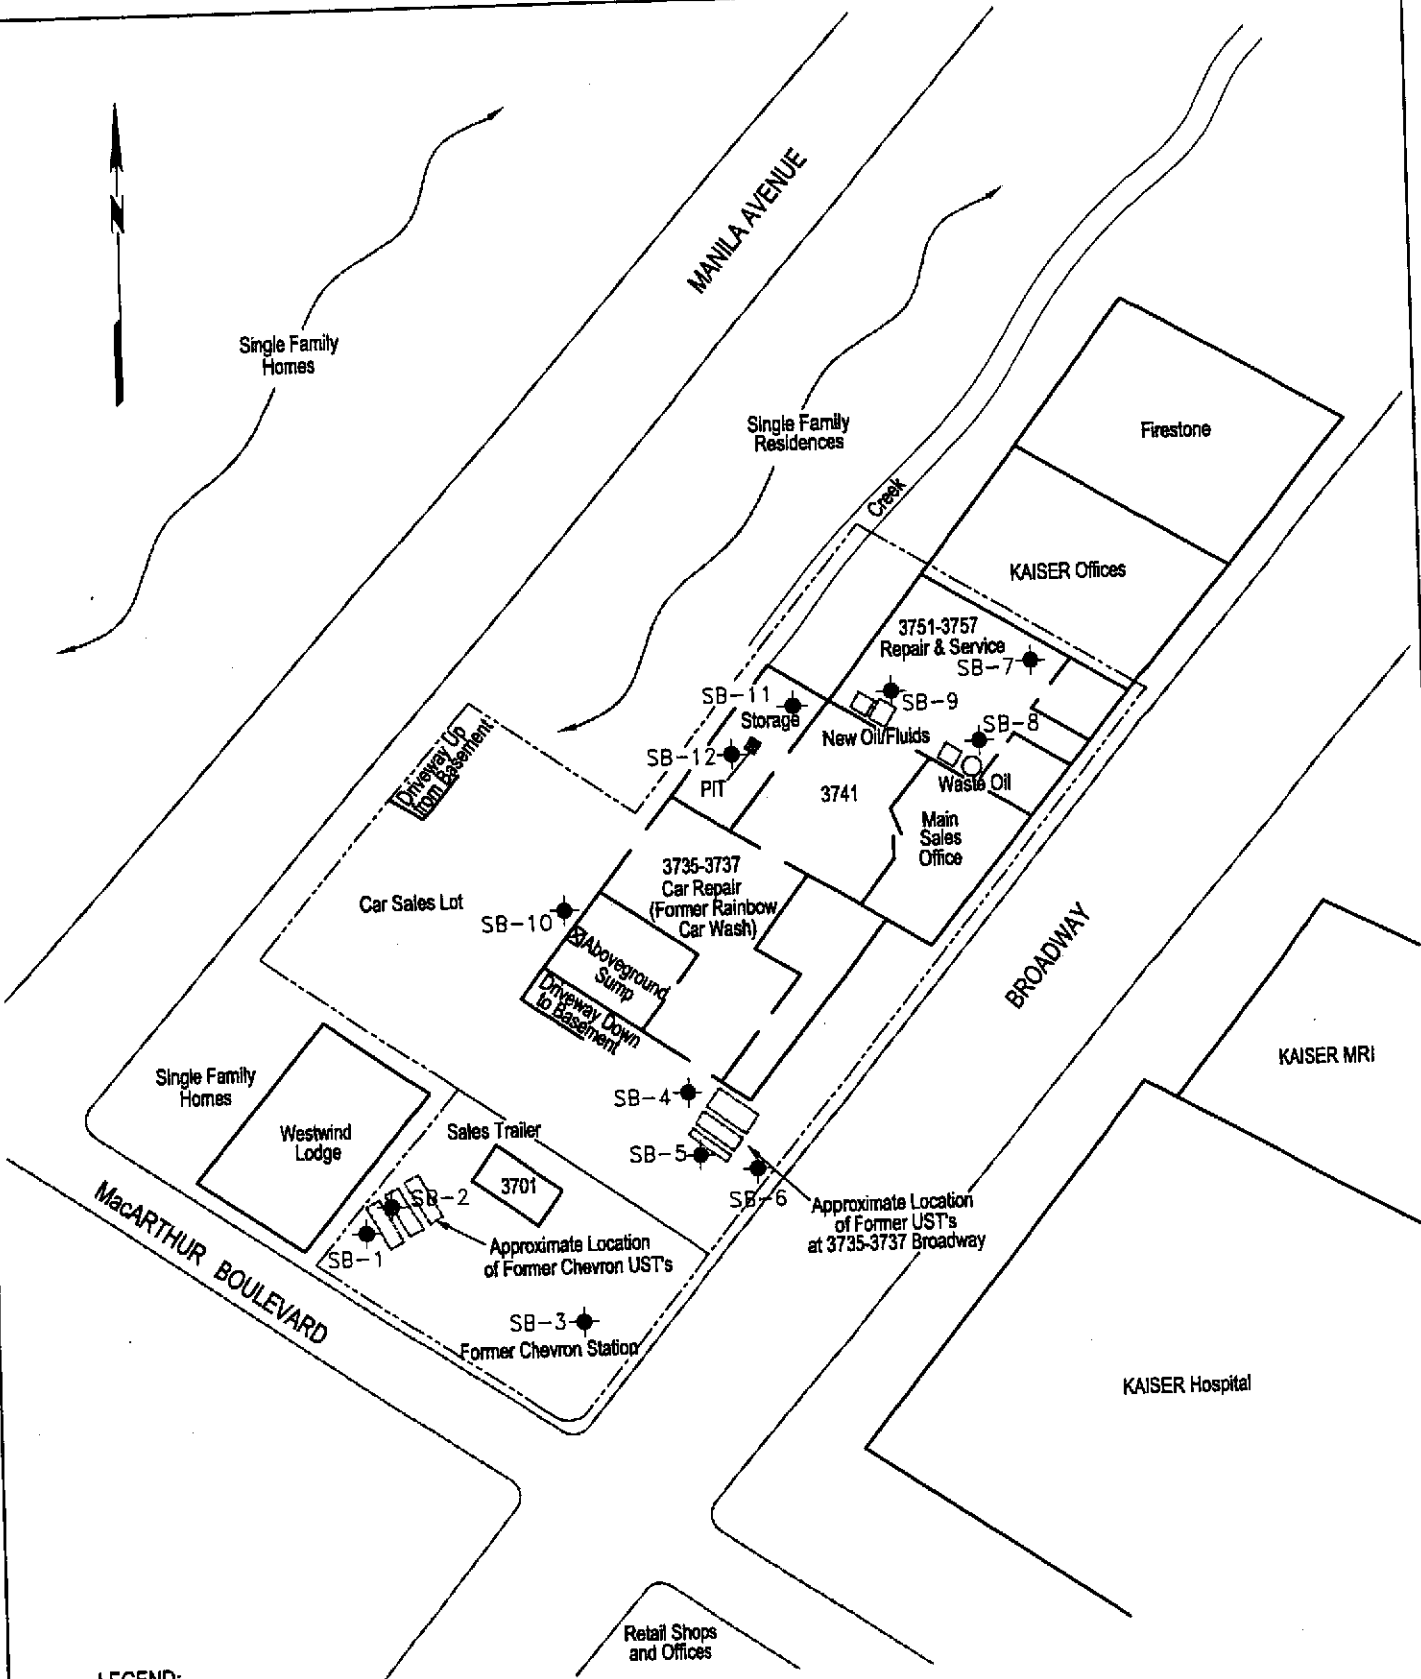 MANILA AVENUE
N
Single Family
Homes
Single Family
Residences
Firestone
Creek
KAISER Offices
3751-3757
Repair & Service
SB-7
SB-11
SB-9
Storage
SB-8
New Oil/Fluids
SB-12
PIT
3741
Waste Oil
Main
Sales
Office
Driveway Up
from Basement
3735-3737
Car Repair
(Former Rainbow
Car Wash)
Car Sales Lot
SB-10
Aboveground
Sump
Driveway Down
to Basement
BROADWAY
KAISER MRI
Single Family
Homes
SB-4
Westwind
Lodge
Sales Trailer
SB-5
3701
SB-6
SB-2
Approximate Location
of Former UST's
at 3735-3737 Broadway
MacARTHUR BOULEVARD
SB-1
Approximate Location
of Former Chevron UST's
SB-3
Former Chevron Station
KAISER Hospital
Retail Shops
and Offices
LEGEND: